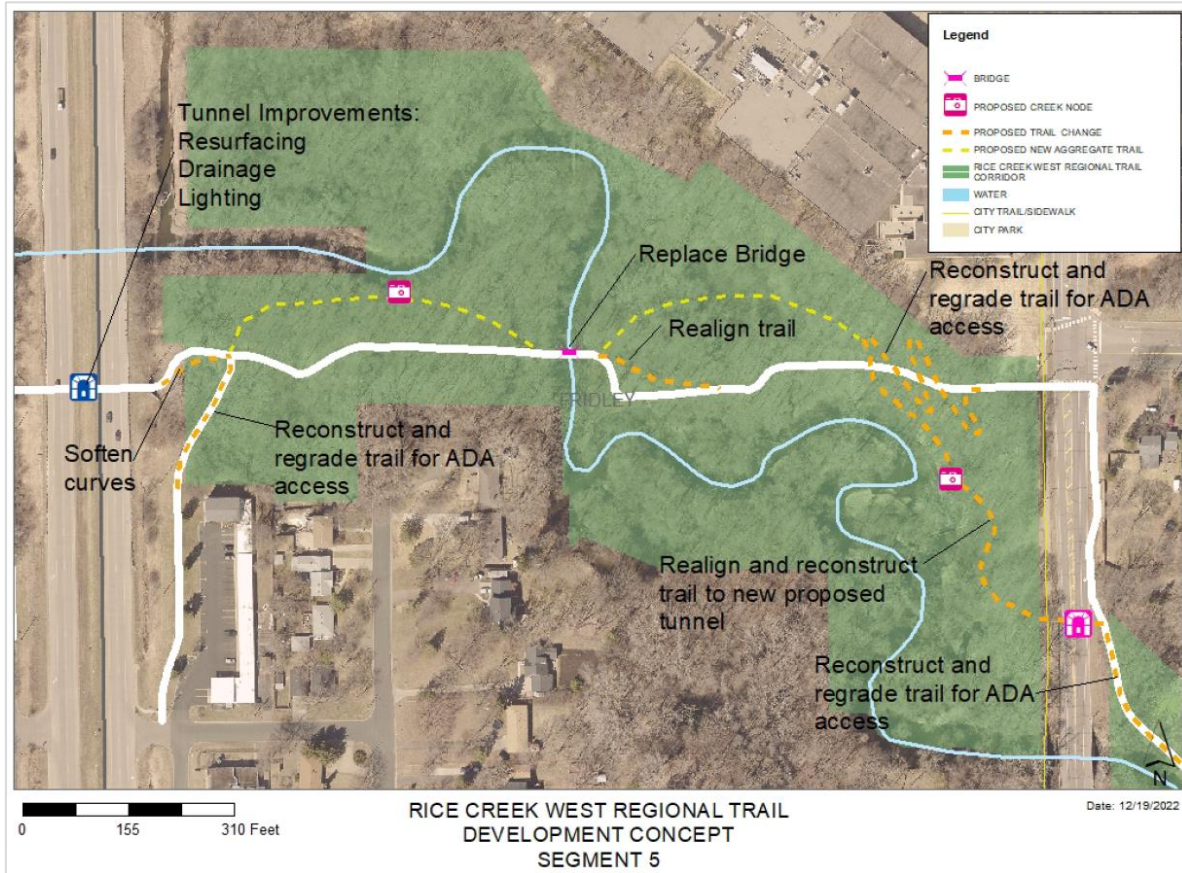 Tunnel Improvements:
Resurfacing
Drainage
Lighting
Legend
BRIDGE
PROPOSED CREEK NODE
PROPOSED TRAIL CHANGE
PROPOSED NEW AGGREGATE TRAIL
RICE CREEK WEST REGIONAL TRAIL
CORRIDOR
WATER
CITY TRAIL/SIDEWALK
CITY PARK
Replace Bridge
Reconstruct and
regrade trail for ADA
access
Realign trail
FRIDLEY
Soften
curves
Reconstruct and
regrade trail for ADA
access
Realign and reconstruct
trail to new proposed
tunnel
Reconstruct and
regrade trail for ADA
access
N
0 155 310 Feet
RICE CREEK WEST REGIONAL TRAIL
DEVELOPMENT CONCEPT
SEGMENT 5
Date: 12/19/2022